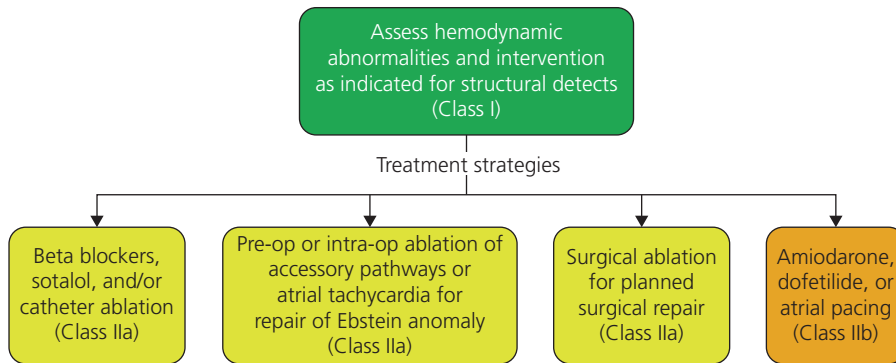 Assess hemodynamic
abnormalities and intervention
as indicated for structural detects
(Class I)
Treatment strategies
Beta blockers,
sotalol, and/or
catheter ablation
(Class IIa)
Pre-op or intra-op ablation of
accessory pathways or
atrial tachycardia for
repair of Ebstein anomaly
(Class IIa)
Surgical ablation
for planned
surgical repair
(Class IIa)
Amiodarone,
dofetilide, or
atrial pacing
(Class IIb)